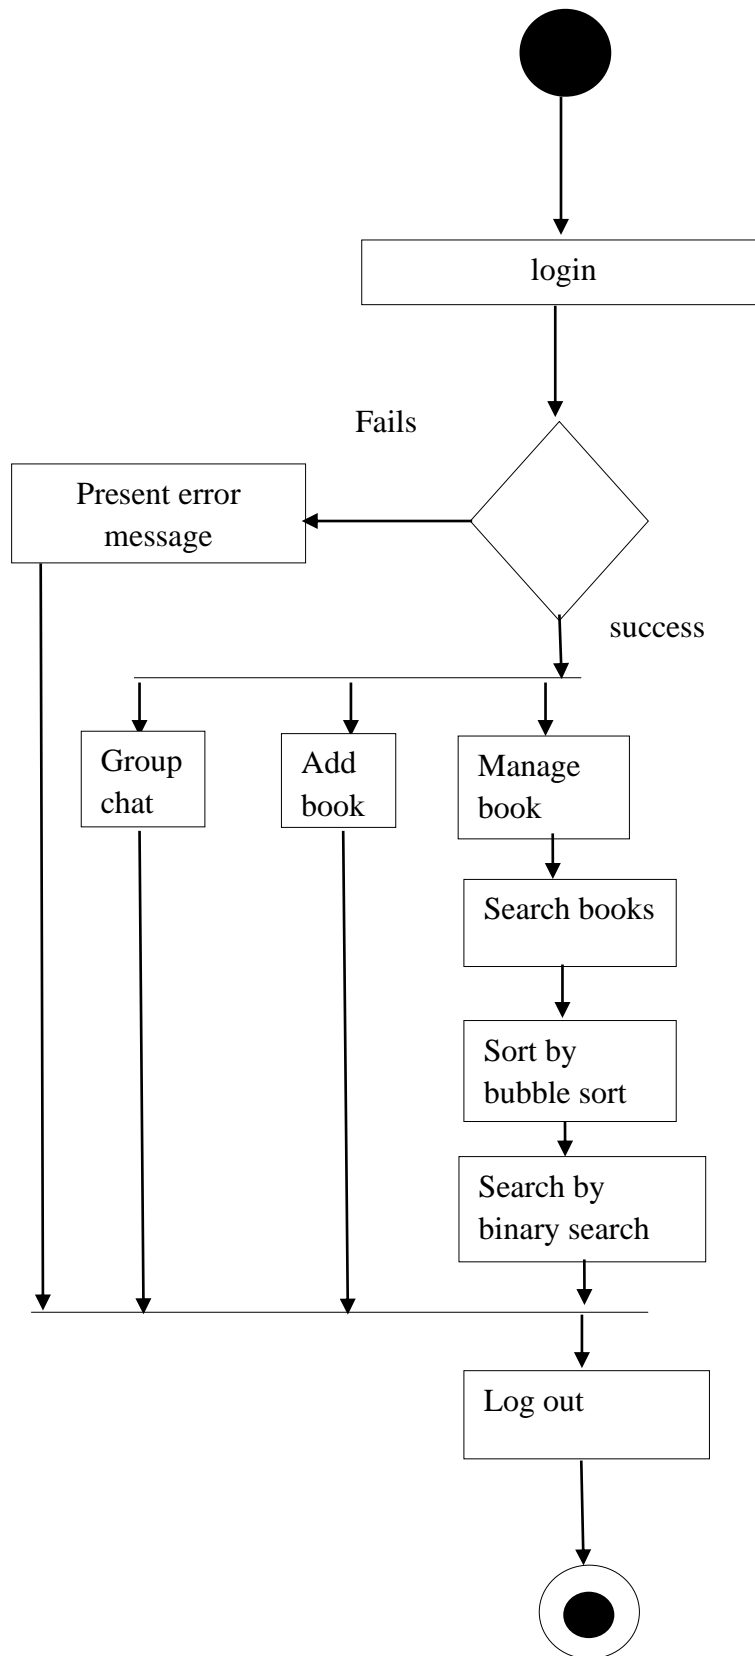 login
Fails
Present error
message
success
Group
chat
Add
book
Manage
book
Search books
Sort by
bubble sort
Search by
binary search
Log out